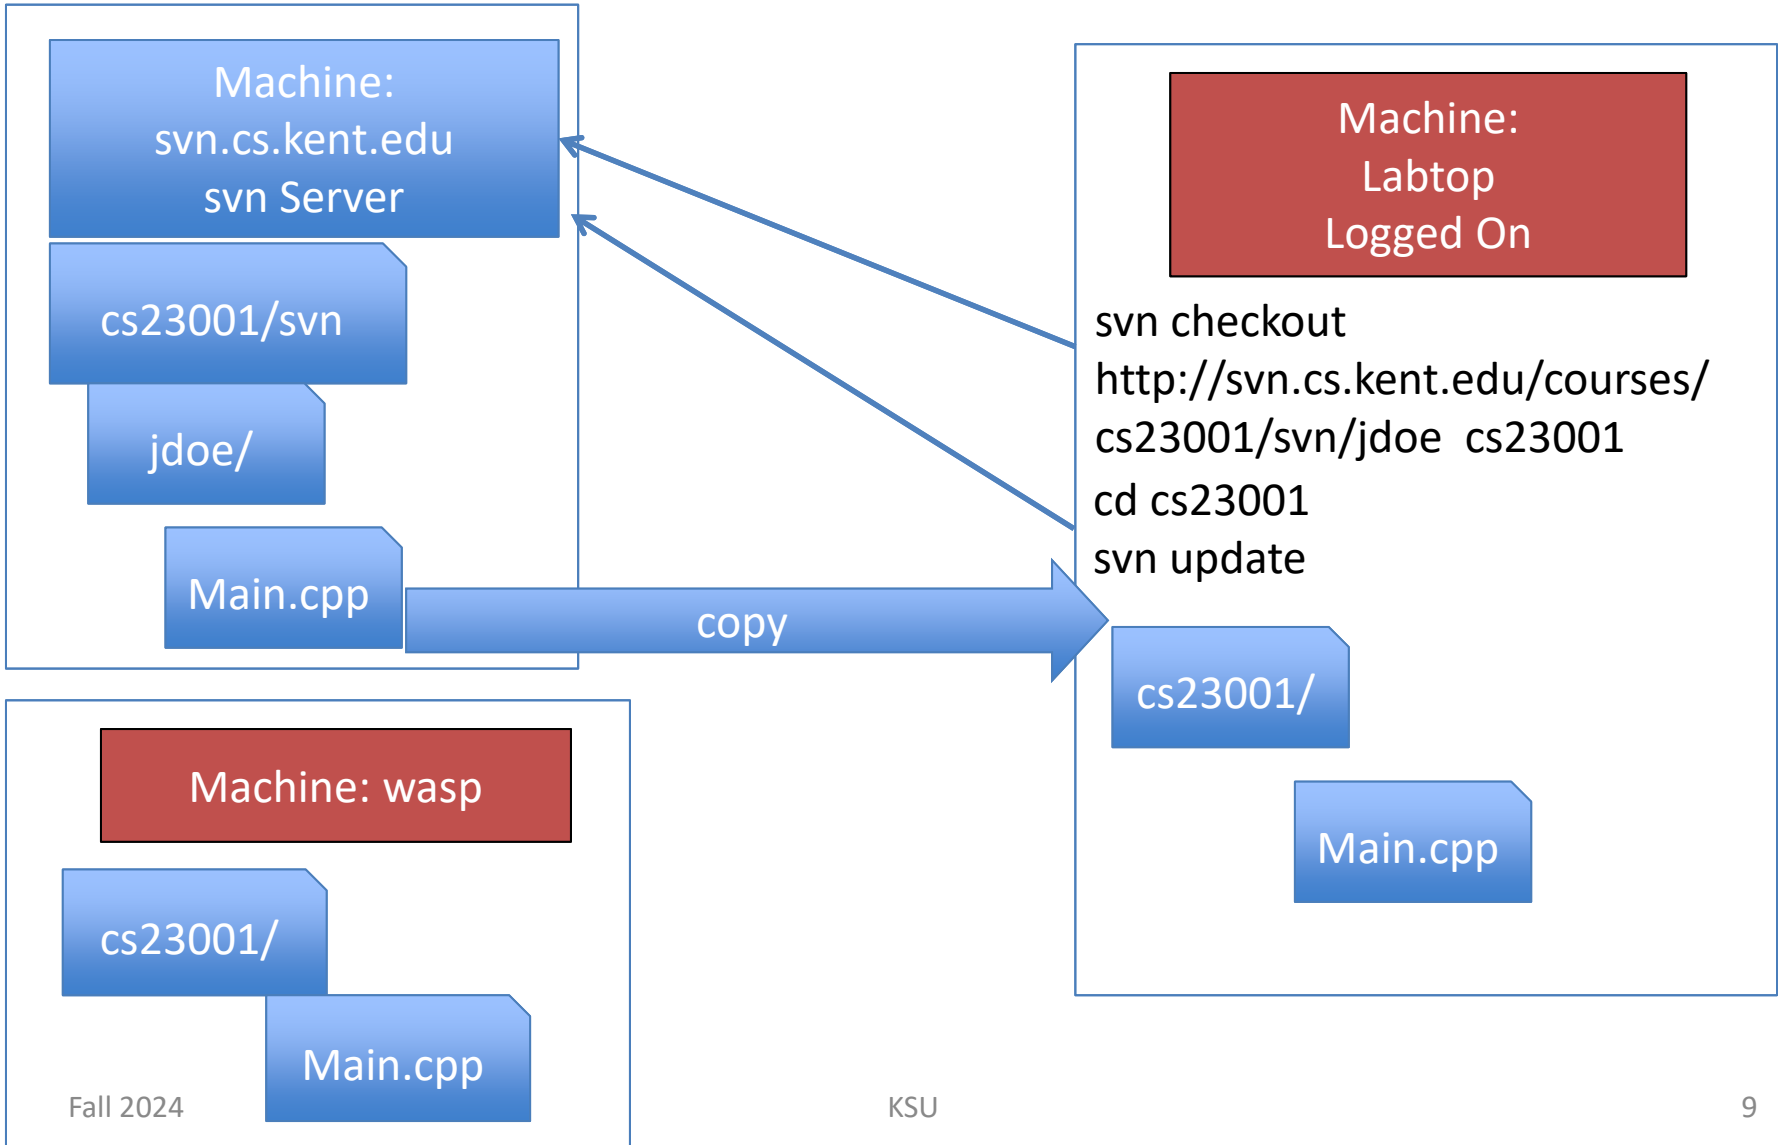 Machine:
svn.cs.kent.edu
svn Server
cs23001/svn
jdoe/
Main.cpp
copy
Machine:
Labtop
Logged On
svn checkout
http://svn.cs.kent.edu/courses/
cs23001/svn/jdoe  cs23001
cd cs23001
svn update
cs23001/
Main.cpp
Machine: wasp
cs23001/
Main.cpp
Fall 2024
KSU
9